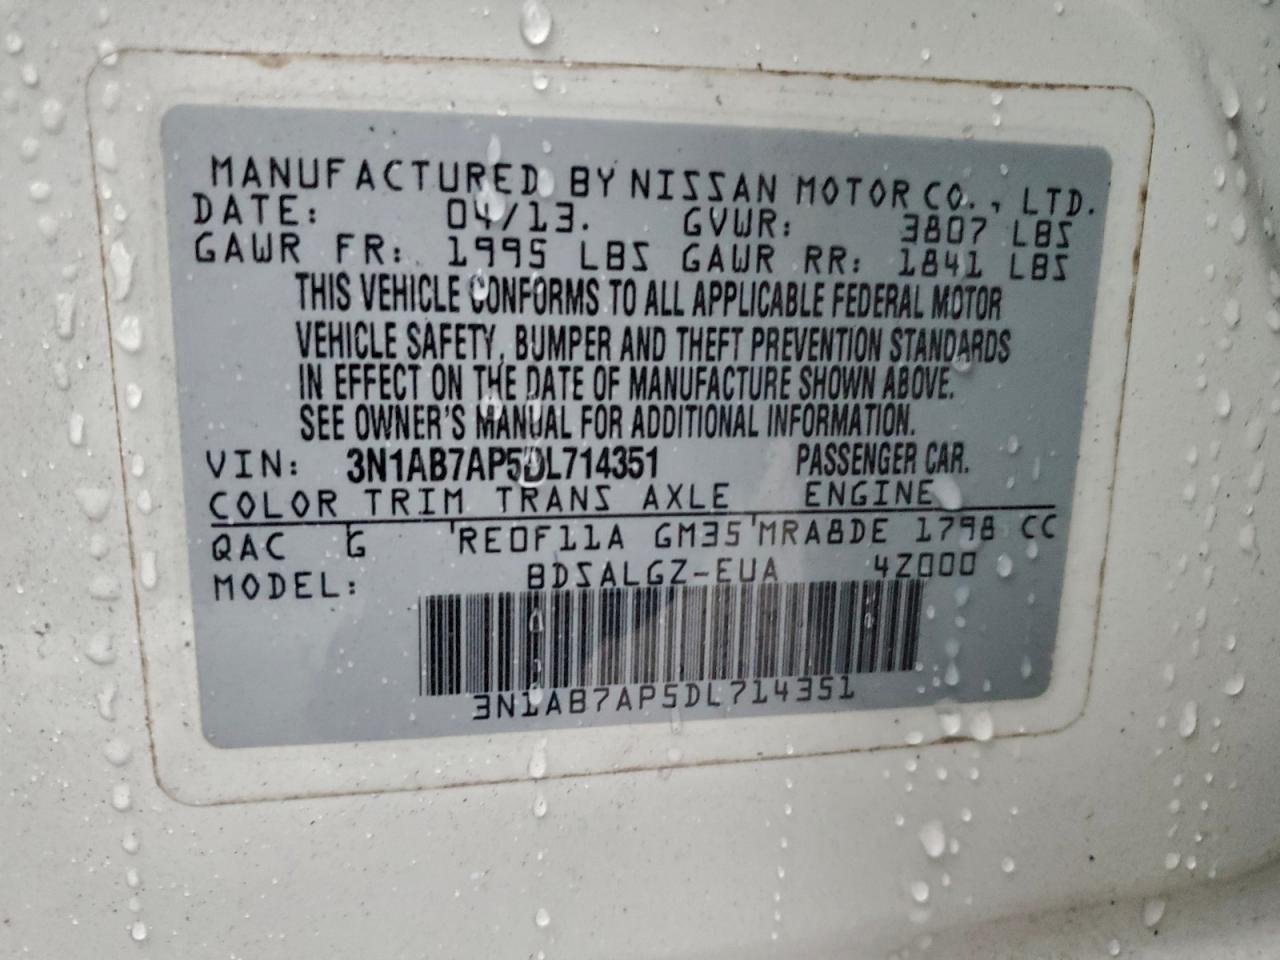 MANUFACTURED BY NISSAN MOTOR CO., LTD.
DATE: 04/13. GVWR: 3807 LBS
GAWR FR: 1995 LBS GAWR RR: 1841 LBS
THIS VEHICLE CONFORMS TO ALL APPLICABLE FEDERAL MOTOR
VEHICLE SAFETY, BUMPER AND THEFT PREVENTION STANDARDS
IN EFFECT ON THE DATE OF MANUFACTURE SHOWN ABOVE.
SEE OWNER'S MANUAL FOR ADDITIONAL INFORMATION.
VIN: 3N1AB7AP5DL714351 PASSENGER CAR.
COLOR TRIM TRANS AXLE ENGINE
QAC G RE0F11A GM35 MRA8DE 1798 CC
MODEL: BDSALGZ-EUA 4Z000
3N1AB7AP5DL714351